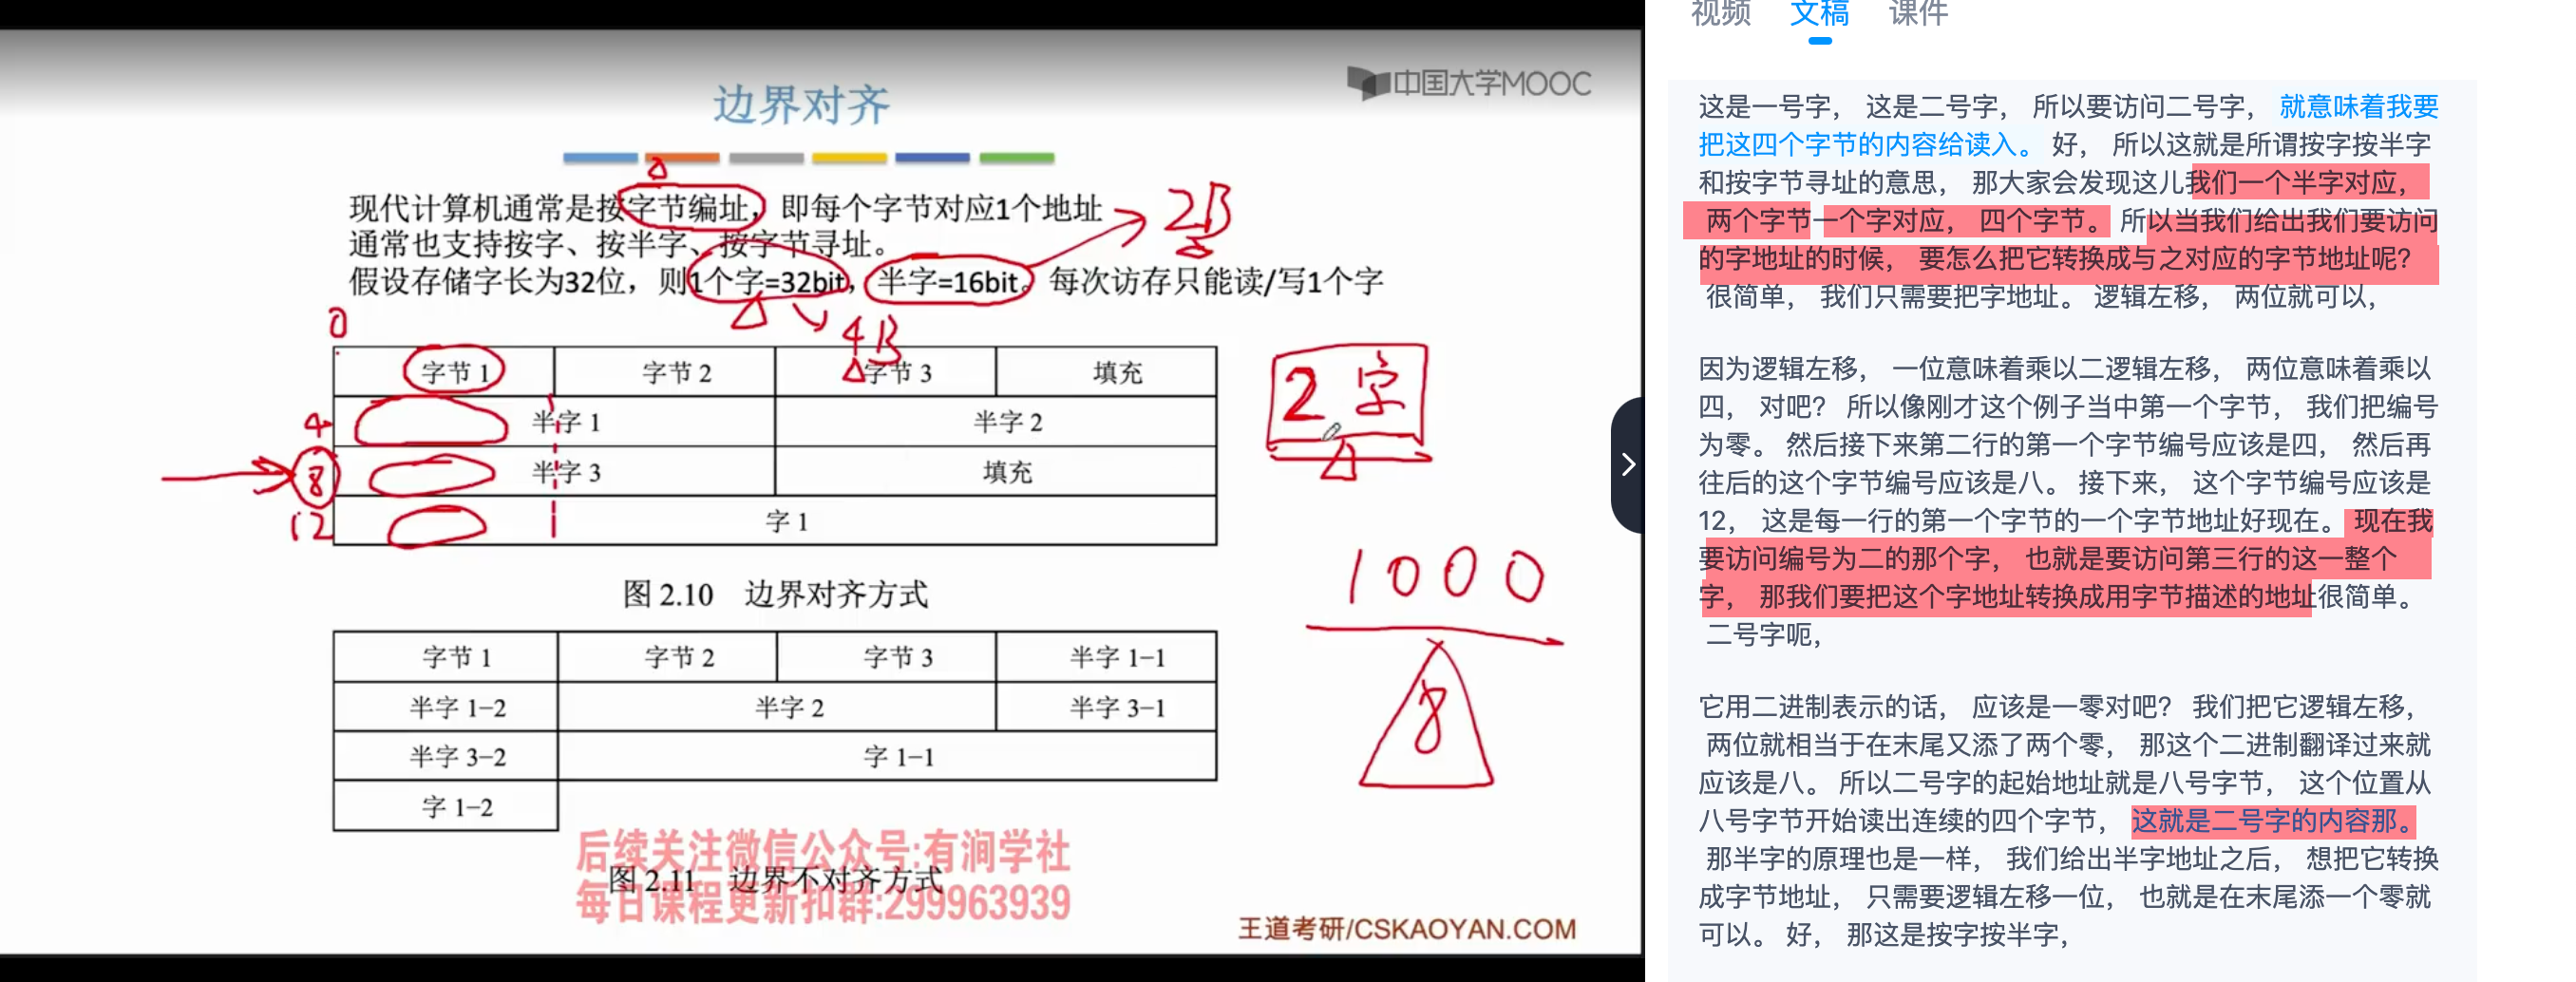 中国大学MOOC
边界对齐
现代计算机通常是按字节编址，即每个字节对应1个地址
通常也支持按字、按半字、按字节寻址。
假设存储字长为32位，则1个字=32bit，半字=16bit。每次访存只能读/写1个字
2B
4B
0
4
8
12
字节 1 字节 2 字节 3 填充
半字 1 半字 2
半字 3 填充
字 1
图 2.10 边界对齐方式
字节 1 字节 2 字节 3 半字 1-1
半字 1-2 半字 2 半字 3-1
半字 3-2 字 1-1
字 1-2
图 2.11 边界不对齐方式
后续关注微信公众号:有涧学社
每日课程更新扣群:299963939
王道考研/CSKAOYAN.COM
2 字
1000
8
视频 文稿 课件
这是一号字， 这是二号字， 所以要访问二号字， 就意味着我要
把这四个字节的内容给读入。 好， 所以这就是所谓按字按半字
和按字节寻址的意思， 那大家会发现这儿我们一个半字对应，
两个字节一个字对应， 四个字节。 所以当我们给出我们要访问
的字地址的时候， 要怎么把它转换成与之对应的字节地址呢？
很简单， 我们只需要把字地址。 逻辑左移， 两位就可以，
因为逻辑左移， 一位意味着乘以二逻辑左移， 两位意味着乘以
四， 对吧？ 所以像刚才这个例子当中第一个字节， 我们把编号
为零。 然后接下来第二行的第一个字节编号应该是四， 然后再
往后的这个字节编号应该是八。 接下来， 这个字节编号应该是
12， 这是每一行的第一个字节的一个字节地址好现在。 现在我
要访问编号为二的那个字， 也就是要访问第三行的这一整个
字， 那我们要把这个字地址转换成用字节描述的地址很简单。
二号字呃，
它用二进制表示的话， 应该是一零对吧？ 我们把它逻辑左移，
两位就相当于在末尾又添了两个零， 那这个二进制翻译过来就
应该是八。 所以二号字的起始地址就是八号字节， 这个位置从
八号字节开始读出连续的四个字节， 这就是二号字的内容那。
那半字的原理也是一样， 我们给出半字地址之后， 想把它转换
成字节地址， 只需要逻辑左移一位， 也就是在末尾添一个零就
可以。 好， 那这是按字按半字，